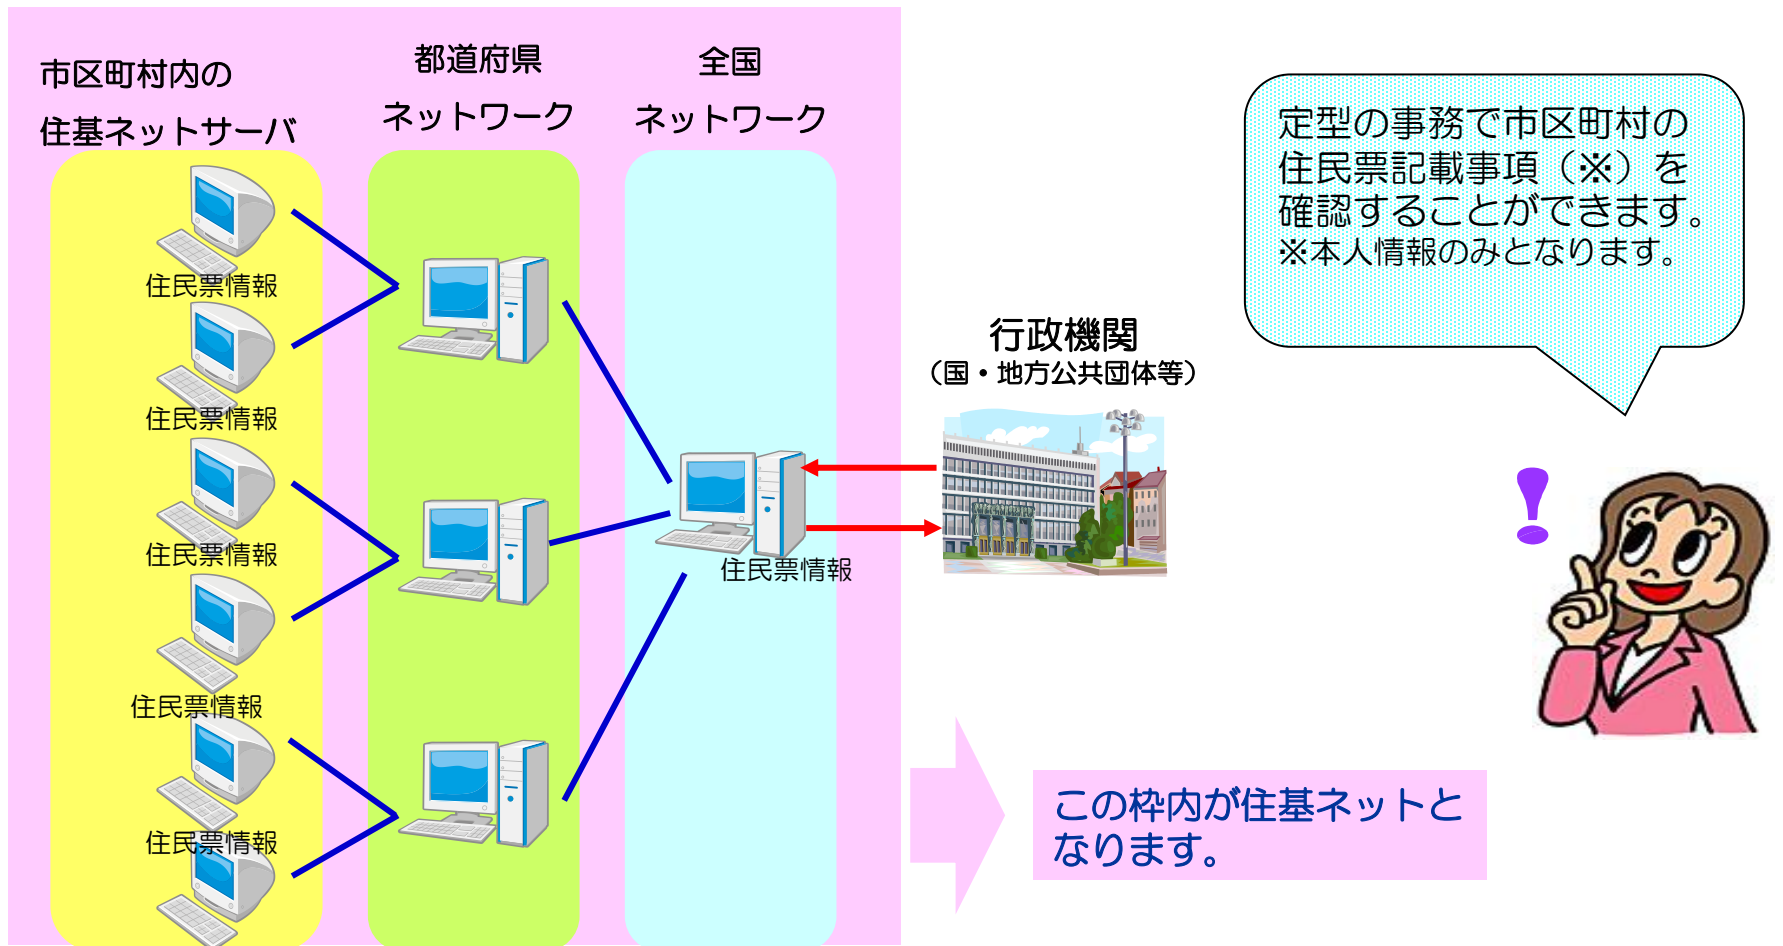 市区町村内の
住基ネットサーバ
都道府県
ネットワーク
全国
ネットワーク
住民票情報
住民票情報
住民票情報
住民票情報
住民票情報
住民票情報
行政機関
（国・地方公共団体等）
定型の事務で市区町村の
住民票記載事項（※）を
確認することができます。
※本人情報のみとなります。
！
この枠内が住基ネットと
なります。